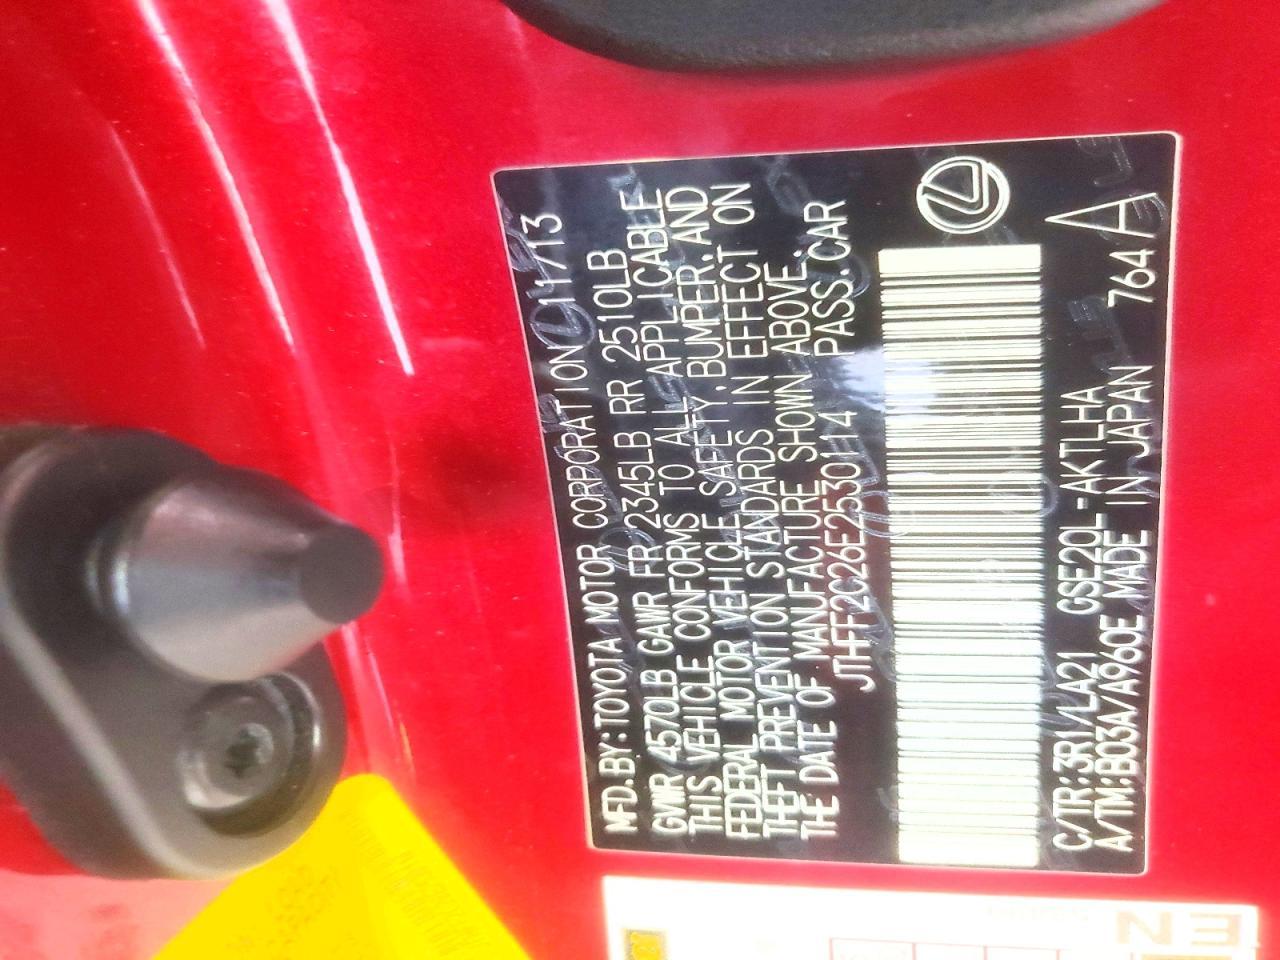 MFD.BY:TOYOTA MOTOR CORPORATION 11/13
GVWR 4570LB GAWR FR 2345LB RR 2510LB
THIS VEHICLE CONFORMS TO ALL APPLICABLE
FEDERAL MOTOR VEHICLE SAFETY,BUMPER,AND
THEFT PREVENTION STANDARDS IN EFFECT ON
THE DATE OF MANUFACTURE SHOWN ABOVE.
JTHFF2C26E2530114 PASS.CAR
C/TR:3R1/LA21 GSE20L-AKTLHA
A/TM:B03A/A960E MADE IN JAPAN 764 A
EN